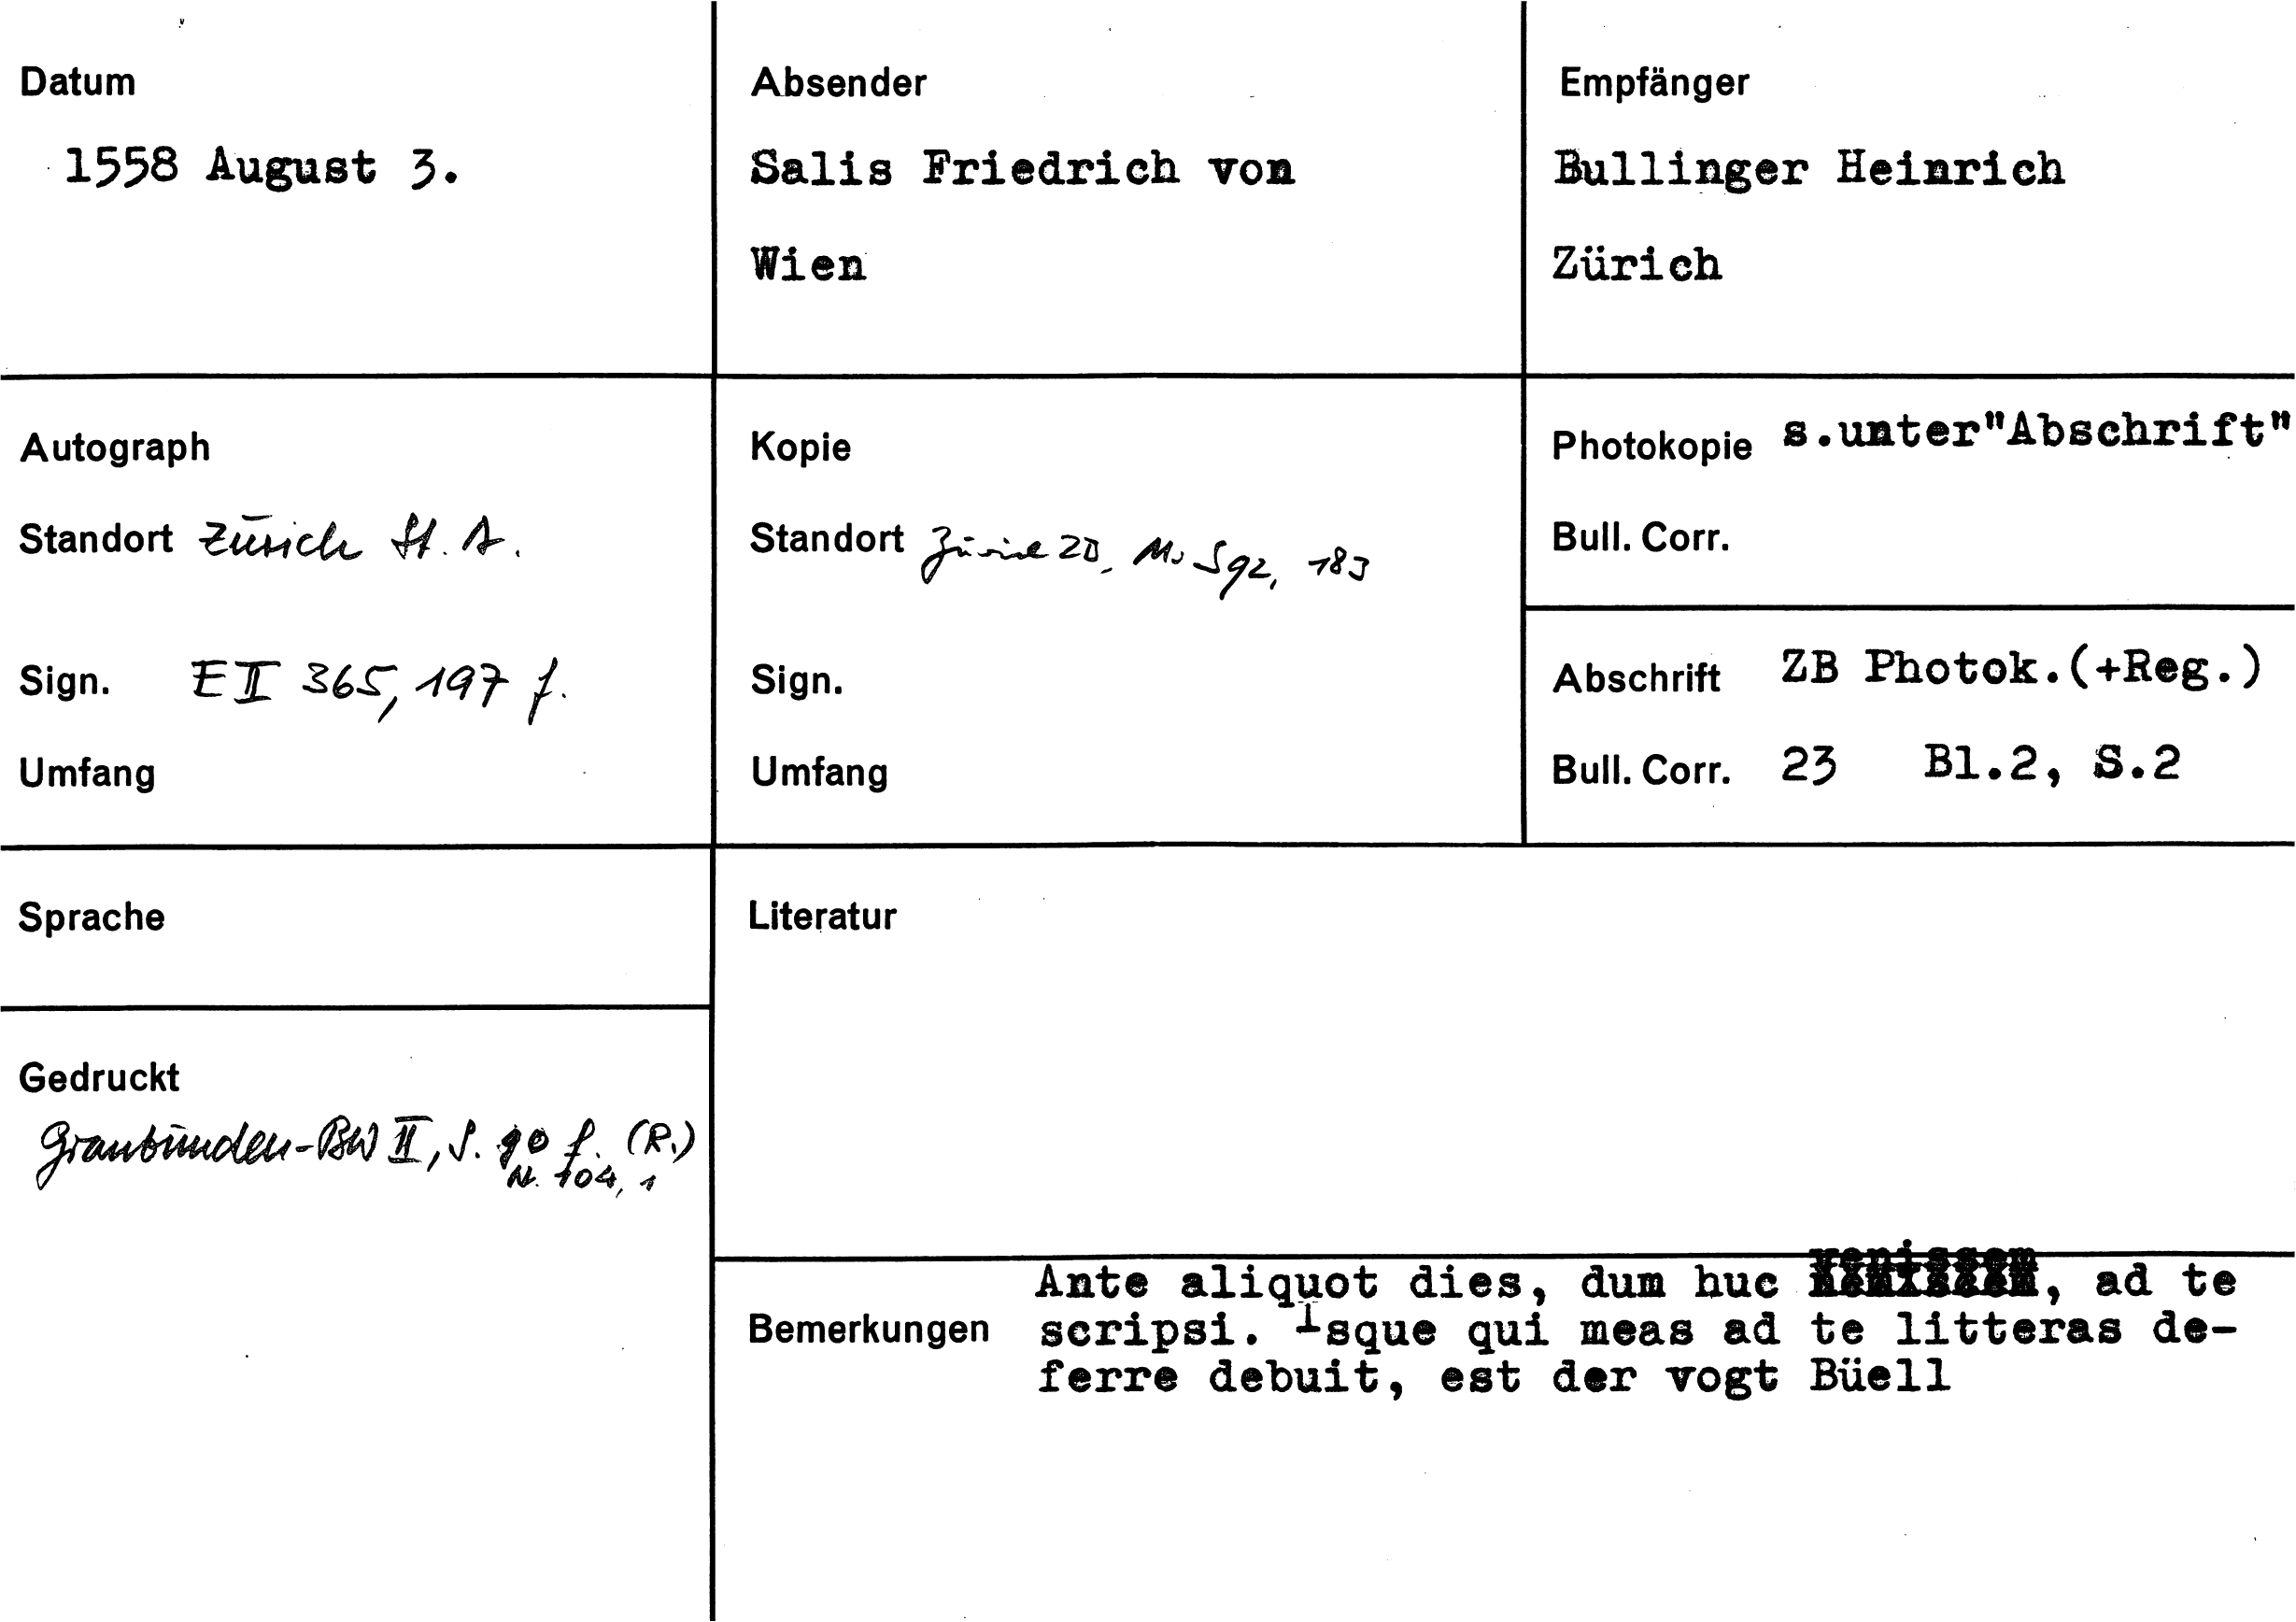 Datum
1558 August 3.
Absender
Salis Friedrich von
Wien
Empfänger
Bullinger Heinrich
Zürich
Autograph
Standort Zürich St. A.
Sign. E II 365, 197 f.
Umfang
Kopie
Standort Zürich ZB, Ms S 92, 183
Sign.
Umfang
Photokopie s.unter"Abschrift"
Bull. Corr.
Abschrift ZB Photok.(+Reg.)
Bull. Corr. 23 Bl.2, S.2
Sprache
Literatur
Gedruckt
Graubünden-BW II, S. 90 f. (R.)
N. 104, 1
Bemerkungen
venissem
Ante aliquot dies, dum huc , ad te
scripsi. Isque qui meas ad te litteras de-
ferre debuit, est der vogt Büell